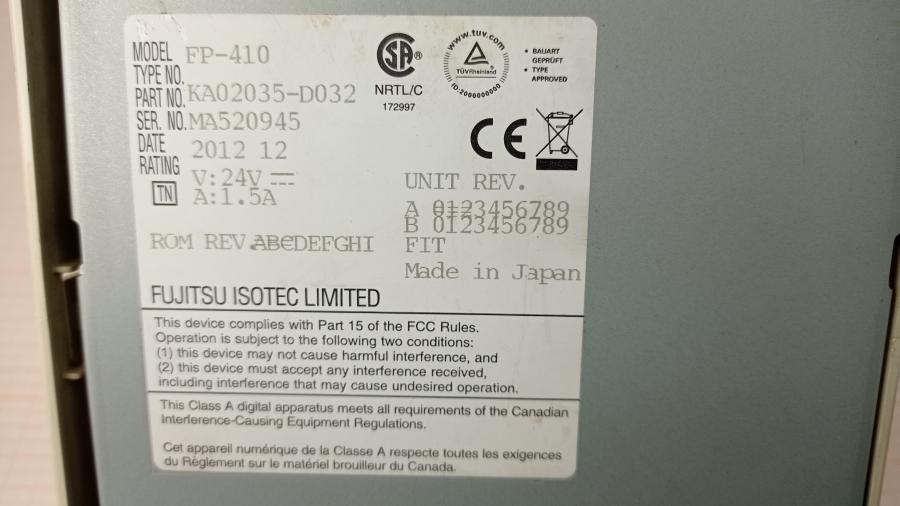 MODEL FP-410
TYPE NO.
PART NO. KA02035-D032
SER. NO. MA520945
DATE 2012 12
RATING V:24V
TN A:1.5A
ROM REV ABCDEFGHI
SA
NRTL/C
172997
www.tuv.com
TÜVRheinland
ID:2000000000
• BAUART
GEPRÜFT
• TYPE
APPROVED
CE
UNIT REV.
A 0123456789
B 0123456789
FIT
Made in Japan
FUJITSU ISOTEC LIMITED
This device complies with Part 15 of the FCC Rules.
Operation is subject to the following two conditions:
(1) this device may not cause harmful interference, and
(2) this device must accept any interference received,
including interference that may cause undesired operation.
This Class A digital apparatus meets all requirements of the Canadian
Interference-Causing Equipment Regulations.
Cet appareil numérique de la Classe A respecte toutes les exigences
du Règlement sur le matériel brouilleur du Canada.